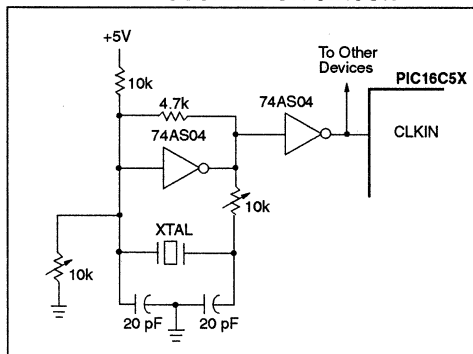 +5V
To Other
Devices
PIC16C5X
10k
4.7k
74AS04
74AS04
CLKIN
10k
XTAL
10k
20 pF
20 pF